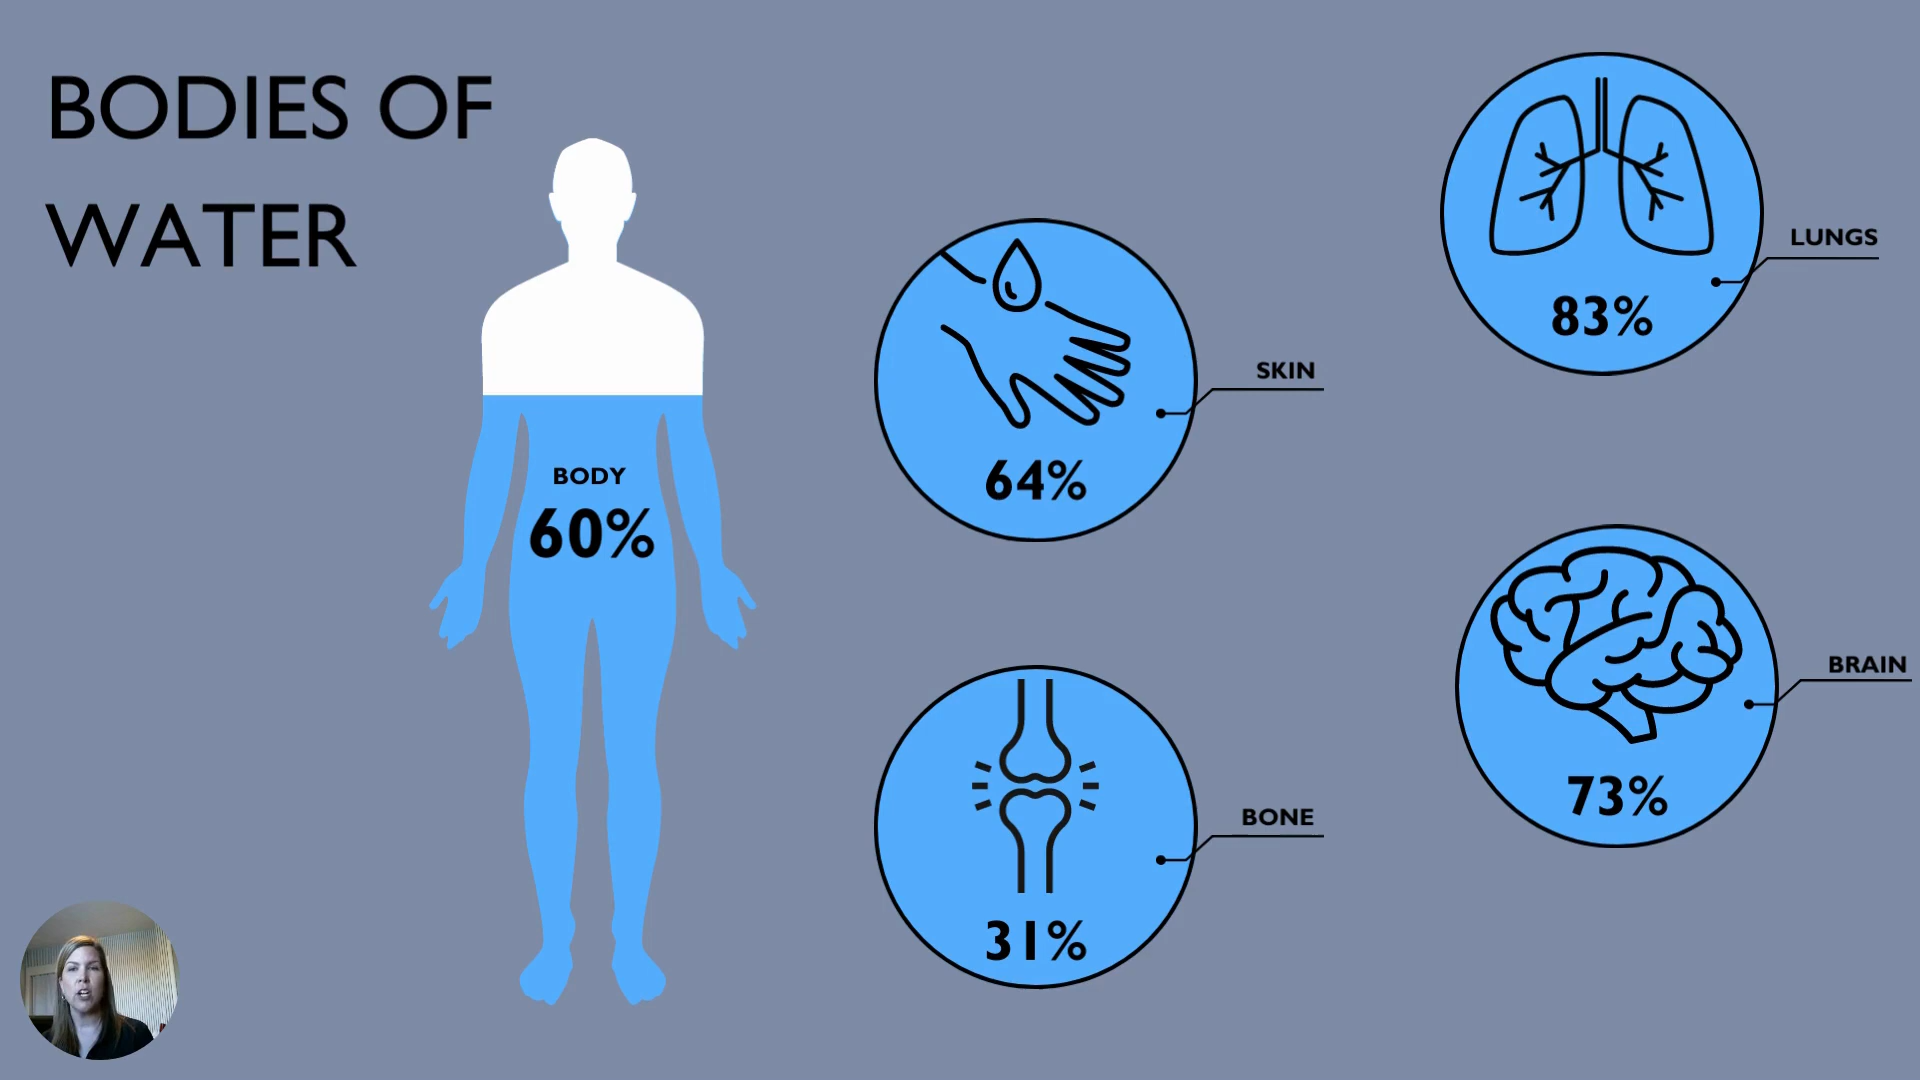 BODIES OF
WATER
BODY
60%
SKIN
64%
BONE
31%
LUNGS
83%
BRAIN
73%